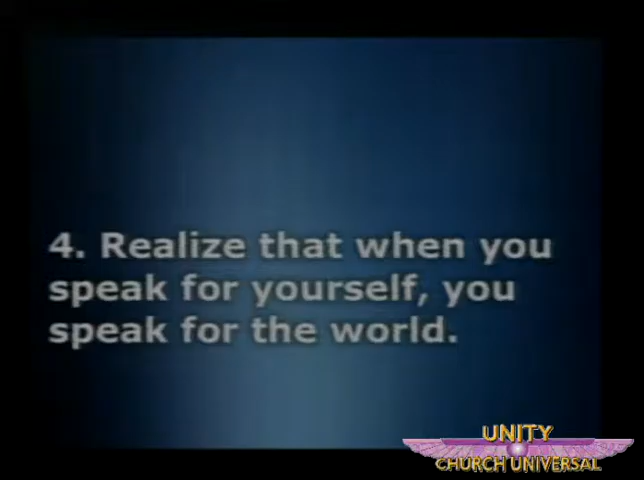 4. Realize that when you
speak for yourself, you
speak for the world.
UNITY
CHURCH UNIVERSAL